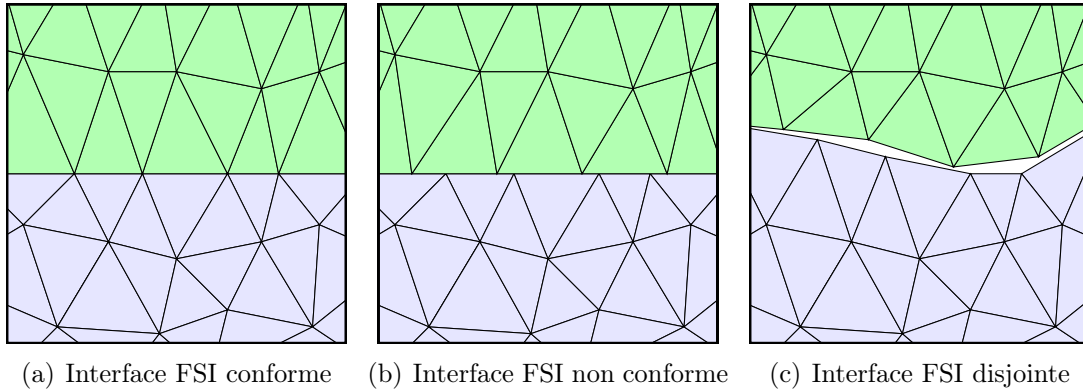 (a) Interface FSI conforme
(b) Interface FSI non conforme
(c) Interface FSI disjointe